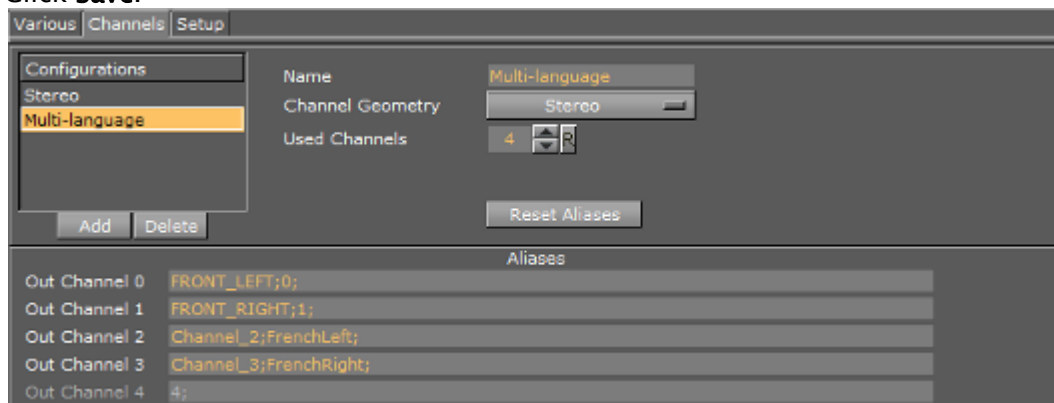 Click Save.
Various Channels Setup
Configurations
Stereo
Multi-language
Add Delete
Name Multi-language
Channel Geometry Stereo
Used Channels 4 R
Reset Aliases
Aliases
Out Channel 0 FRONT_LEFT;0;
Out Channel 1 FRONT_RIGHT;1;
Out Channel 2 Channel_2;FrenchLeft;
Out Channel 3 Channel_3;FrenchRight;
Out Channel 4 4;